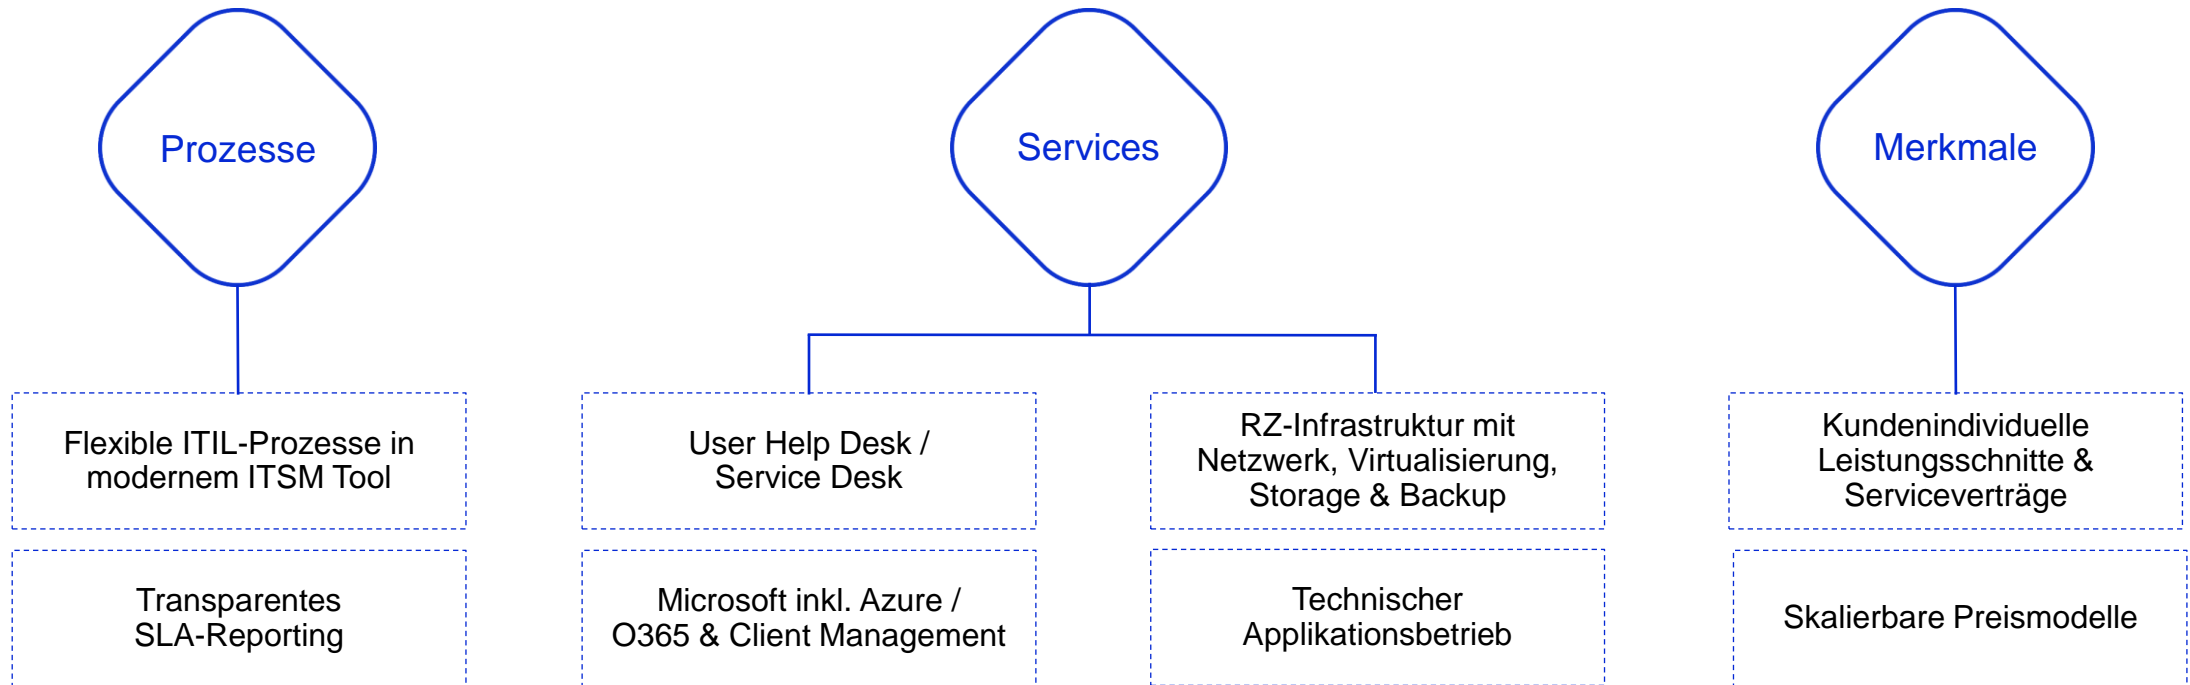 Prozesse
Services
Merkmale
Flexible ITIL-Prozesse in
modernem ITSM Tool
User Help Desk /
Service Desk
RZ-Infrastruktur mit
Netzwerk, Virtualisierung,
Storage & Backup
Kundenindividuelle
Leistungsschnitte &
Serviceverträge
Transparentes
SLA-Reporting
Microsoft inkl. Azure /
O365 & Client Management
Technischer
Applikationsbetrieb
Skalierbare Preismodelle